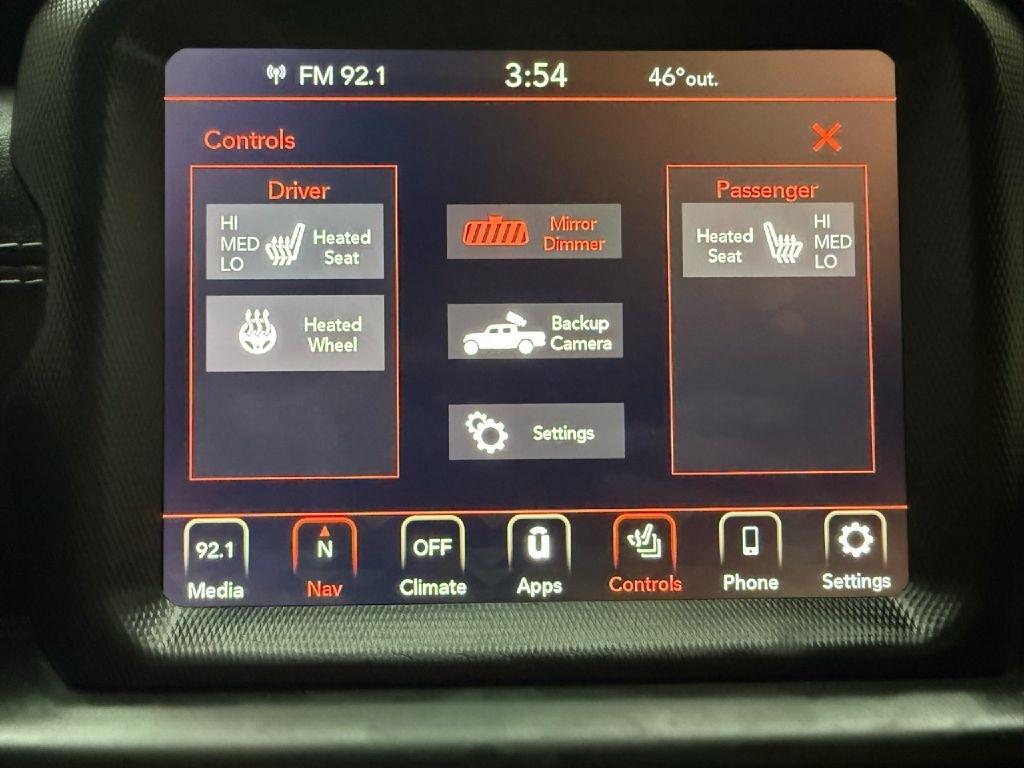 FM 92.1 3:54 46°out.
Controls
Driver
HI
MED
LO
Heated
Seat
Heated
Wheel
Mirror
Dimmer
Backup
Camera
Settings
Passenger
Heated
Seat
HI
MED
LO
92.1
Media
N
Nav
OFF
Climate
u
Apps
Controls
Phone
Settings